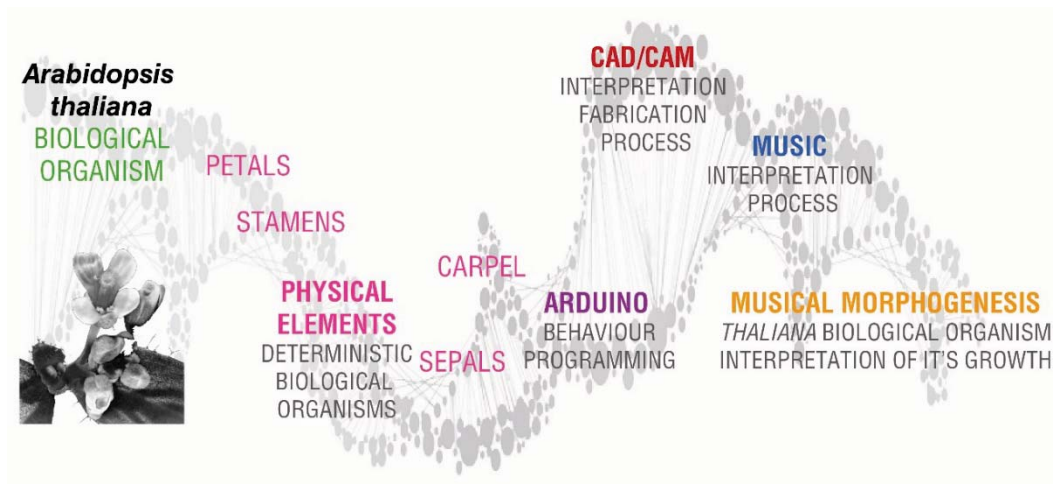 Arabidopsis
thaliana
BIOLOGICAL
ORGANISM
PETALS
STAMENS
PHYSICAL
ELEMENTS
DETERMINISTIC
BIOLOGICAL
ORGANISMS
CARPEL
SEPALS
CAD/CAM
INTERPRETATION
FABRICATION
PROCESS
ARDUINO
BEHAVIOUR
PROGRAMMING
MUSIC
INTERPRETATION
PROCESS
MUSICAL MORPHOGENESIS
THALIANA BIOLOGICAL ORGANISM
INTERPRETATION OF IT'S GROWTH